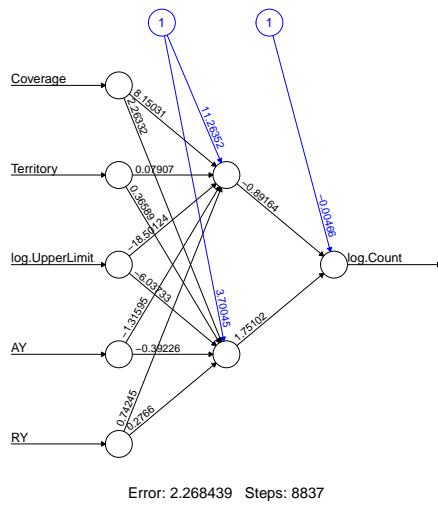 1 1
Coverage
8.15031
2.26332
11.26352
Territory
0.07907
0.36589
−0.89164
−18.50124
−0.00466
log.UpperLimit
log.Count
−6.03733
3.70045
−1.31595
1.75102
AY
−0.39226
0.74245
0.2766
RY
Error: 2.268439 Steps: 8837